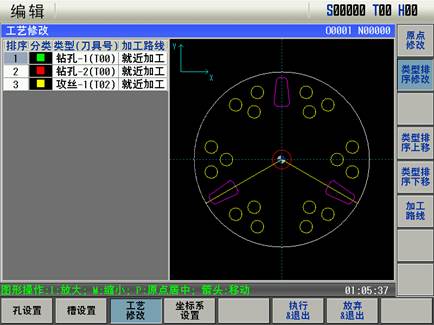 编辑 S00000 T00 H00
工艺修改 O0001 N00000
排序 分类 类型(刀具号) 加工路线
1 钻孔-1(T00) 就近加工
2 钻孔-2(T00) 就近加工
3 攻丝-1(T02) 就近加工
Y
X
原点修改
类型排序修改
类型排序上移
类型排序下移
加工路线
图形操作:I:放大; M:缩小; P:原点居中; 箭头:移动 01:05:37
孔设置 槽设置 工艺修改 坐标系设置 执行&退出 放弃&退出